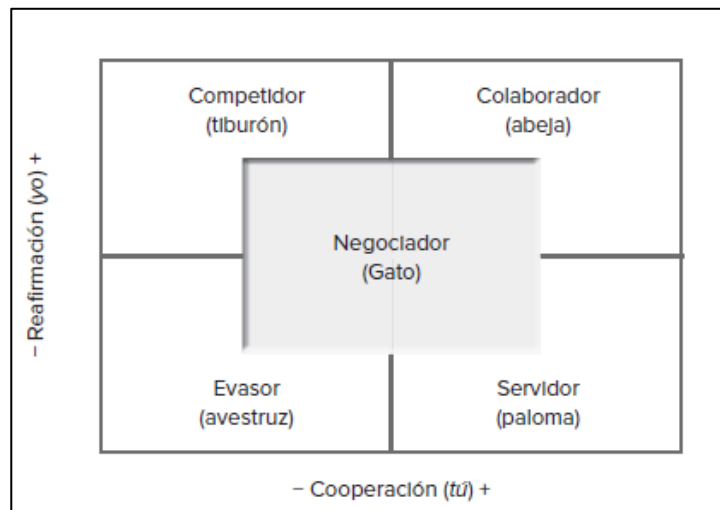 Competidor
(tiburón)
Colaborador
(abeja)
– Reafirmación (yo) +
Negociador
(Gato)
Evasor
(avestruz)
Servidor
(paloma)
– Cooperación (tú) +